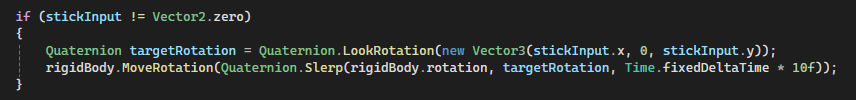 if (stickInput != Vector2.zero)
{
Quaternion targetRotation = Quaternion.LookRotation(new Vector3(stickInput.x, 0, stickInput.y));
rigidBody.MoveRotation(Quaternion.Slerp(rigidBody.rotation, targetRotation, Time.fixedDeltaTime * 10f));
}